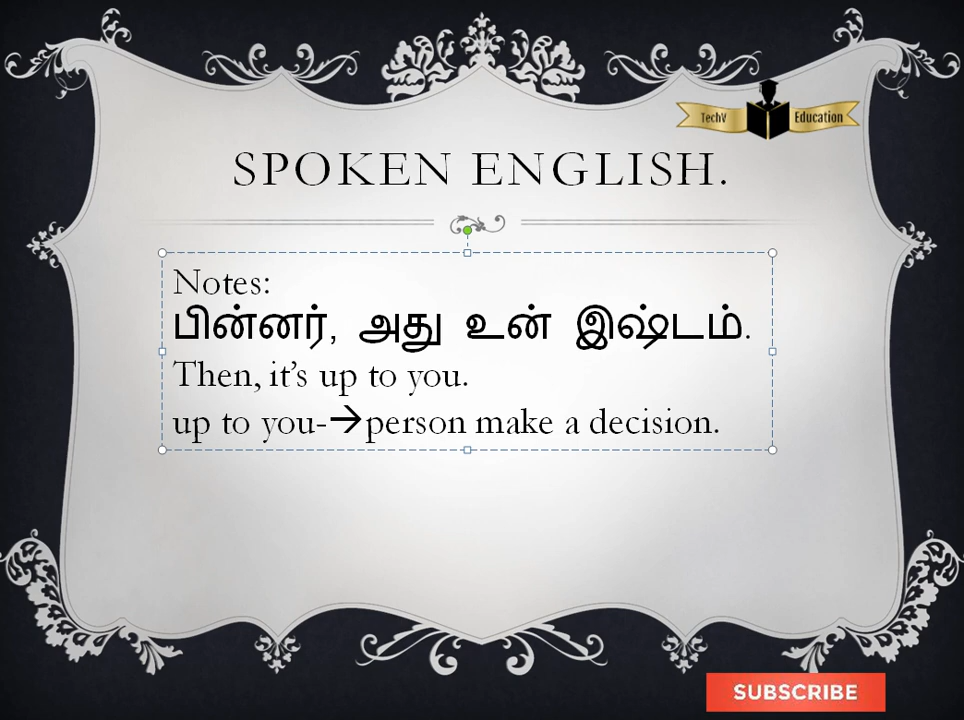 TechV Education
SPOKEN ENGLISH.
Notes:
பின்னர், அது உன் இஷ்டம்.
Then, it’s up to you.
up to you-→person make a decision.
SUBSCRIBE